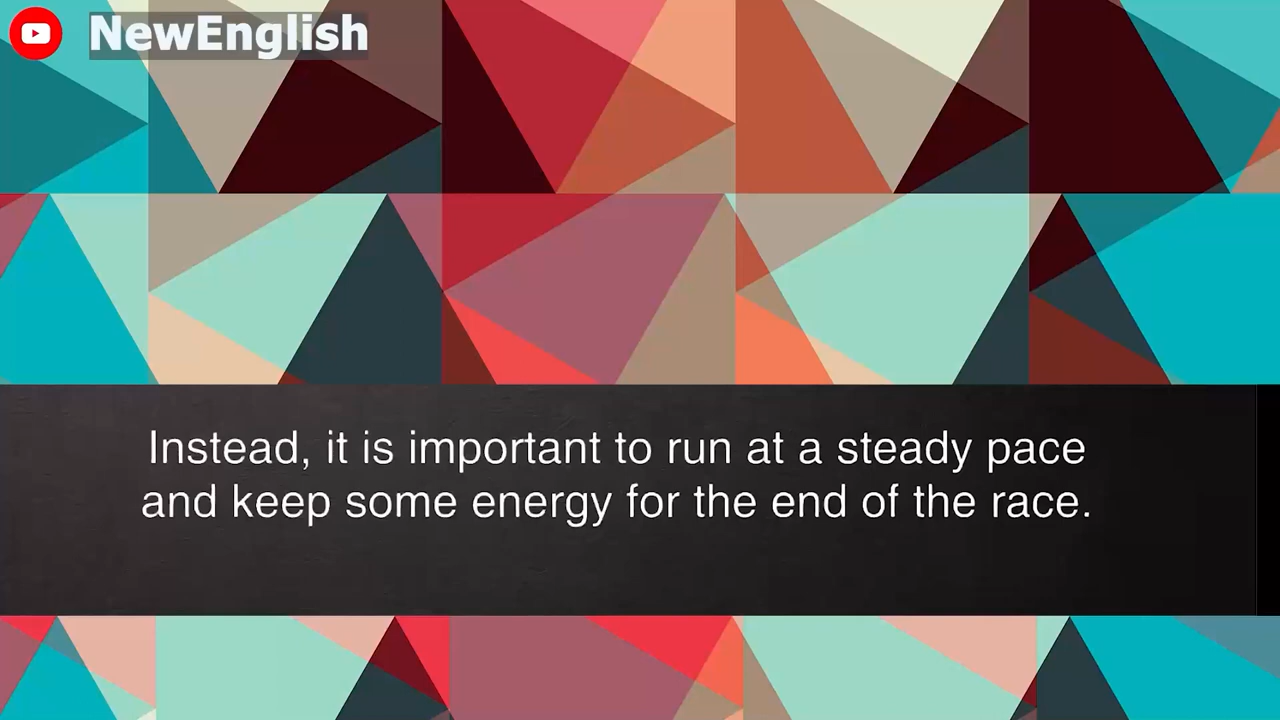 NewEnglish
Instead, it is important to run at a steady pace
and keep some energy for the end of the race.